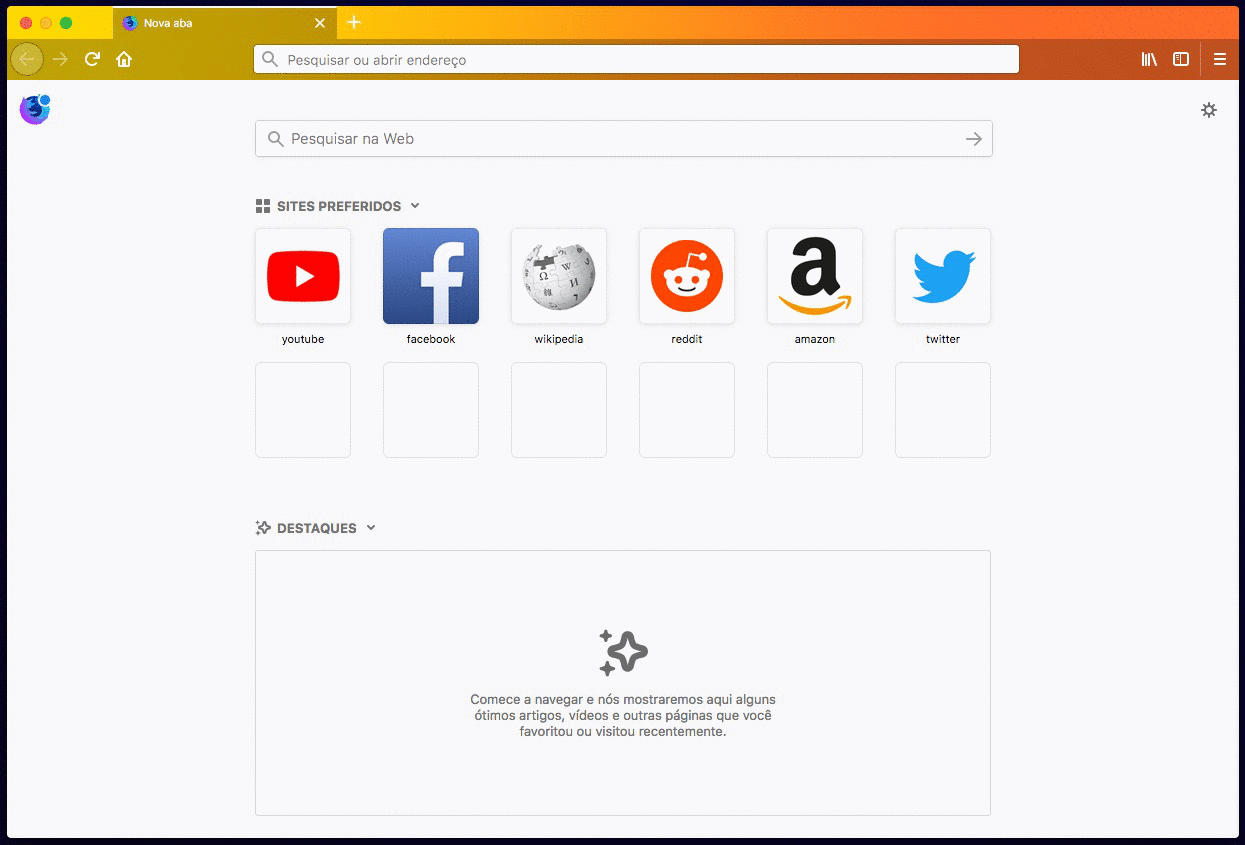 Nova aba
Pesquisar ou abrir endereço
Pesquisar na Web
SITES PREFERIDOS
youtube
facebook
wikipedia
reddit
amazon
twitter
DESTAQUES
Comece a navegar e nós mostraremos aqui alguns
ótimos artigos, vídeos e outras páginas que você
favoritou ou visitou recentemente.